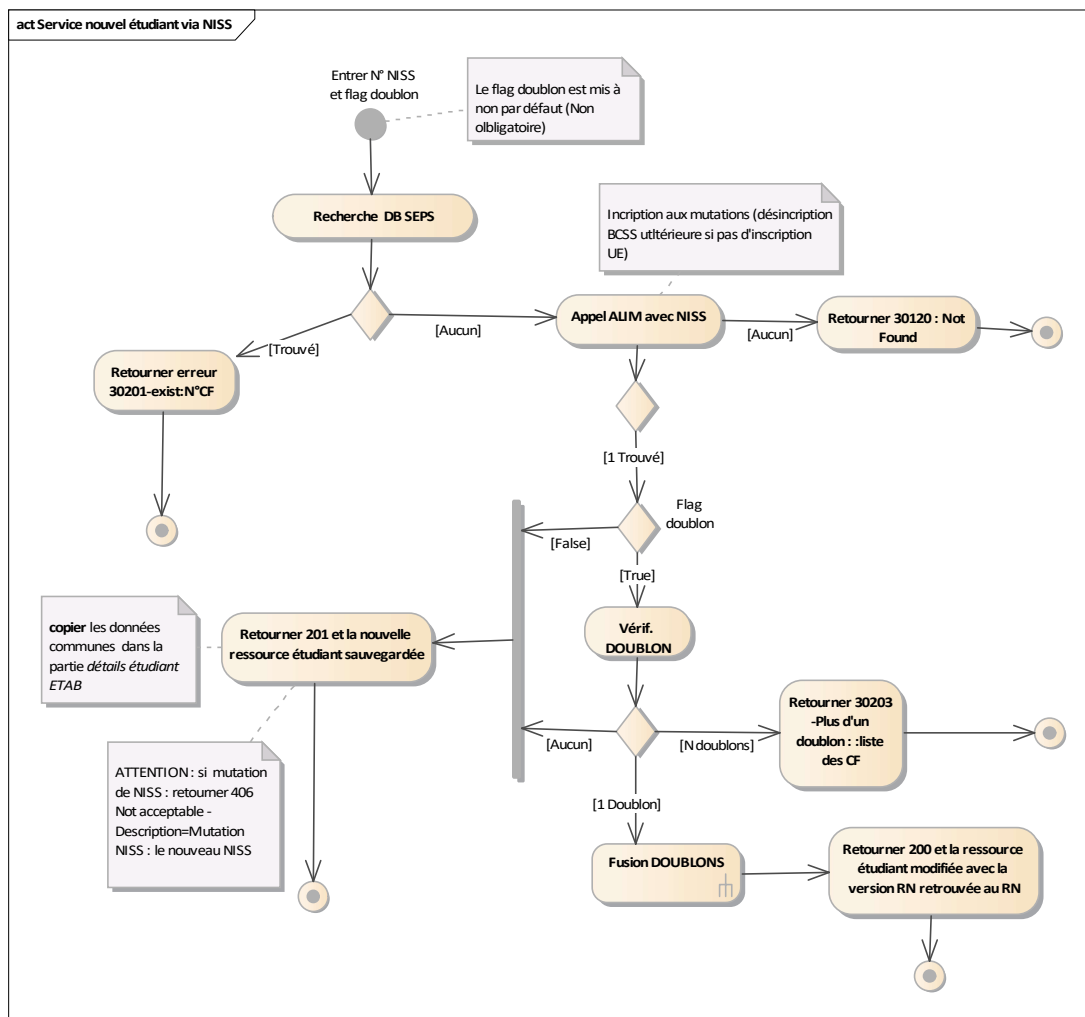 act Service nouvel étudiant via NISS
Entrer N° NISS
et flag doublon
Le flag doublon est mis à
non par défaut (Non
olbligatoire)
Recherche DB SEPS
Incription aux mutations (désincription
BCSS utltérieure si pas d'inscription
UE)
[Trouvé]
[Aucun]
Appel ALIM avec NISS
[Aucun]
Retourner 30120 : Not
Found
Retourner erreur
30201-exist:N°CF
[1 Trouvé]
Flag
doublon
[False]
[True]
Vérif.
DOUBLON
copier les données
communes dans la
partie détails étudiant
ETAB
Retourner 201 et la nouvelle
ressource étudiant sauvegardée
[Aucun]
[N doublons]
Retourner 30203
-Plus d'un
doublon : :liste
des CF
ATTENTION : si mutation
de NISS : retourner 406
Not acceptable -
Description=Mutation
NISS : le nouveau NISS
[1 Doublon]
Fusion DOUBLONS
Retourner 200 et la ressource
étudiant modifiée avec la
version RN retrouvée au RN